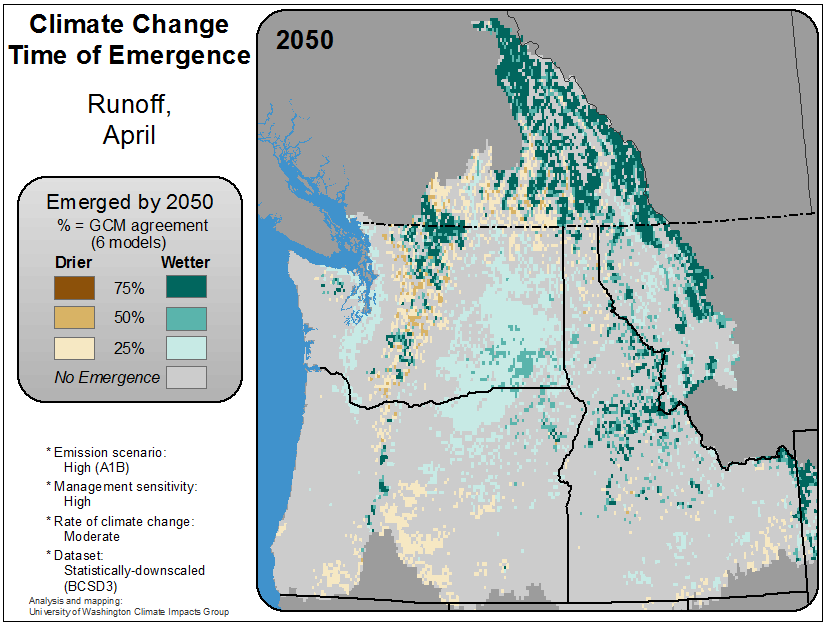 Climate Change
Time of Emergence
Runoff,
April
2050
Emerged by 2050
% = GCM agreement
(6 models)
Drier Wetter
75%
50%
25%
No Emergence
* Emission scenario:
High (A1B)
* Management sensitivity:
High
* Rate of climate change:
Moderate
* Dataset:
Statistically-downscaled
(BCSD3)
Analysis and mapping:
University of Washington Climate Impacts Group